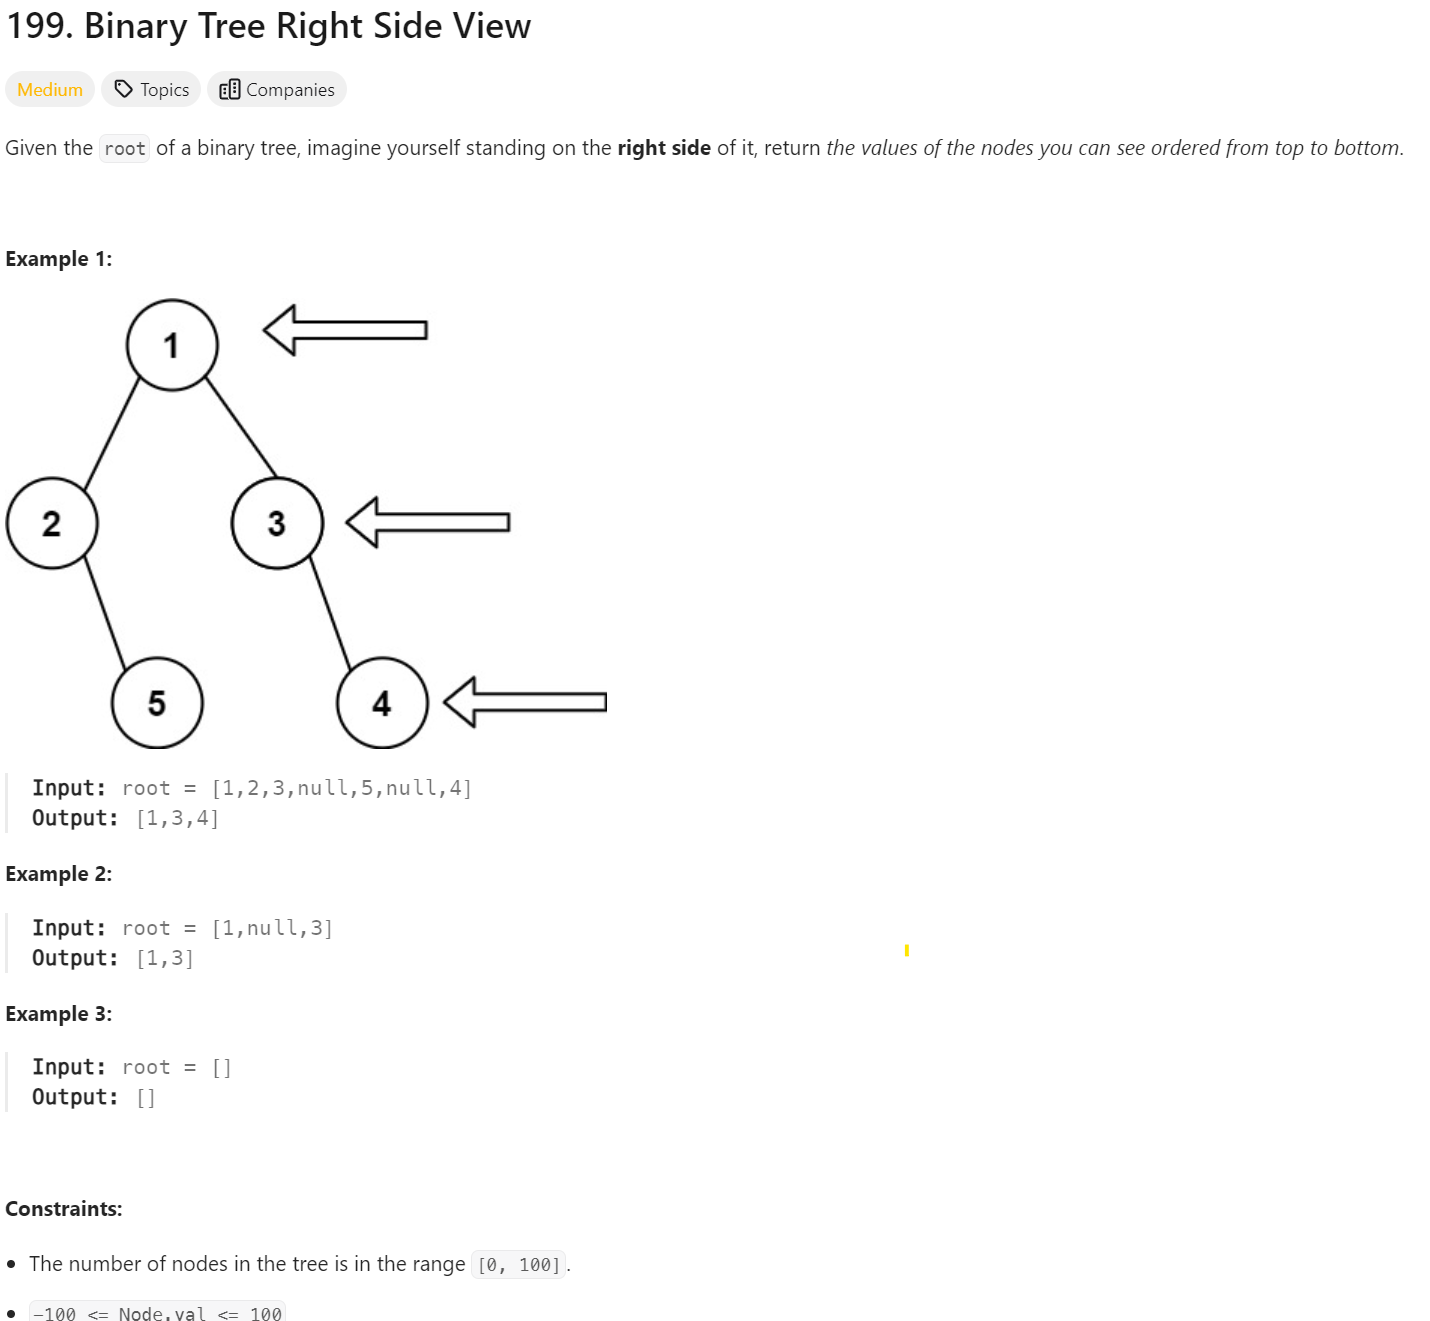 199. Binary Tree Right Side View
Medium Topics Companies
Given the root of a binary tree, imagine yourself standing on the right side of it, return the values of the nodes you can see ordered from top to bottom.
Example 1:
1
2 3
5 4
Input: root = [1,2,3,null,5,null,4]
Output: [1,3,4]
Example 2:
Input: root = [1,null,3]
Output: [1,3]
Example 3:
Input: root = []
Output: []
Constraints:
• The number of nodes in the tree is in the range [0, 100].
• -100 <= Node.val <= 100